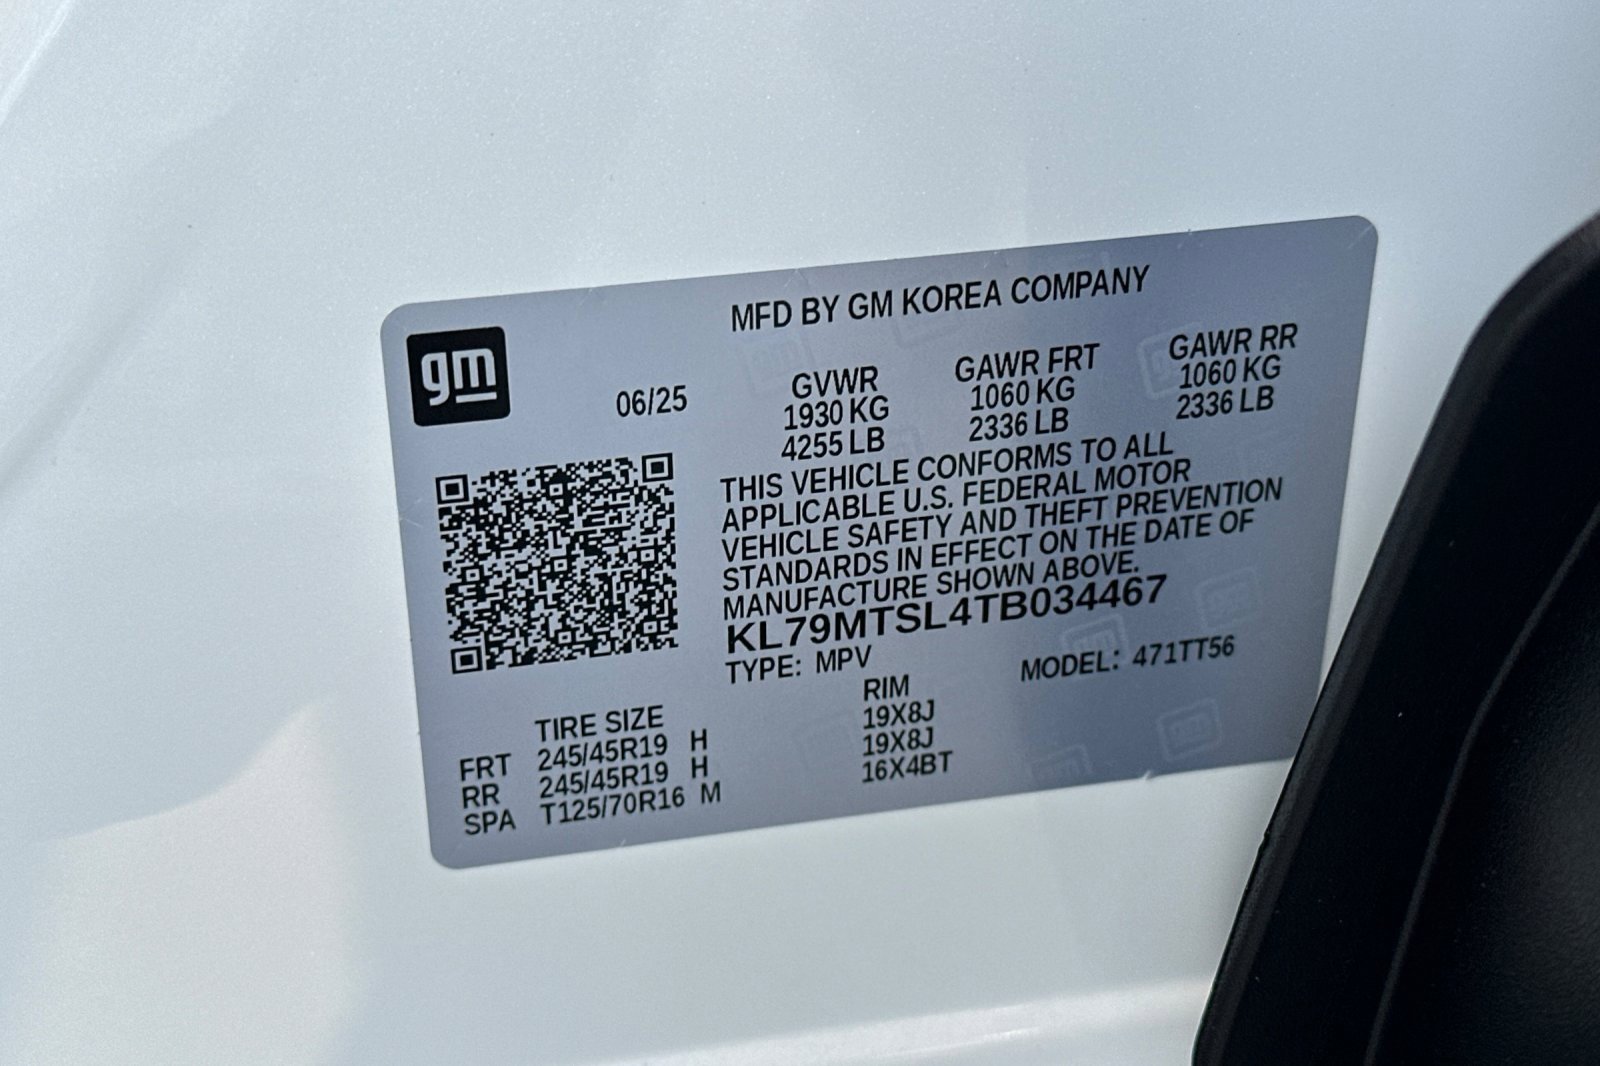 MFD BY GM KOREA COMPANY
gm
06/25
GVWR GAWR FRT GAWR RR
1930 KG 1060 KG 1060 KG
4255 LB 2336 LB 2336 LB
THIS VEHICLE CONFORMS TO ALL
APPLICABLE U.S. FEDERAL MOTOR
VEHICLE SAFETY AND THEFT PREVENTION
STANDARDS IN EFFECT ON THE DATE OF
MANUFACTURE SHOWN ABOVE.
KL79MTSL4TB034467
TYPE: MPV MODEL: 471TT56
TIRE SIZE RIM
FRT 245/45R19 H 19X8J
RR 245/45R19 H 19X8J
SPA T125/70R16 M 16X4BT